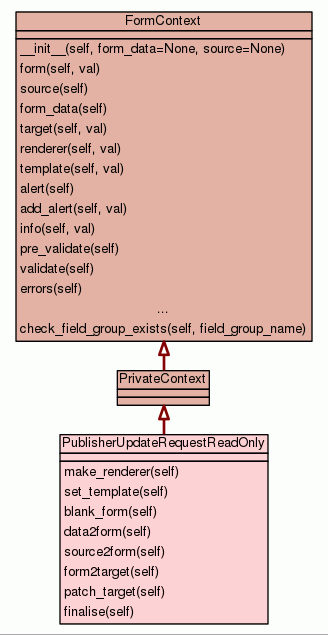 FormContext
__init__(self, form_data=None, source=None)
form(self, val)
source(self)
form_data(self)
target(self, val)
renderer(self, val)
template(self, val)
alert(self)
add_alert(self, val)
info(self, val)
pre_validate(self)
validate(self)
errors(self)
...
check_field_group_exists(self, field_group_name)
PrivateContext
PublisherUpdateRequestReadOnly
make_renderer(self)
set_template(self)
blank_form(self)
data2form(self)
source2form(self)
form2target(self)
patch_target(self)
finalise(self)